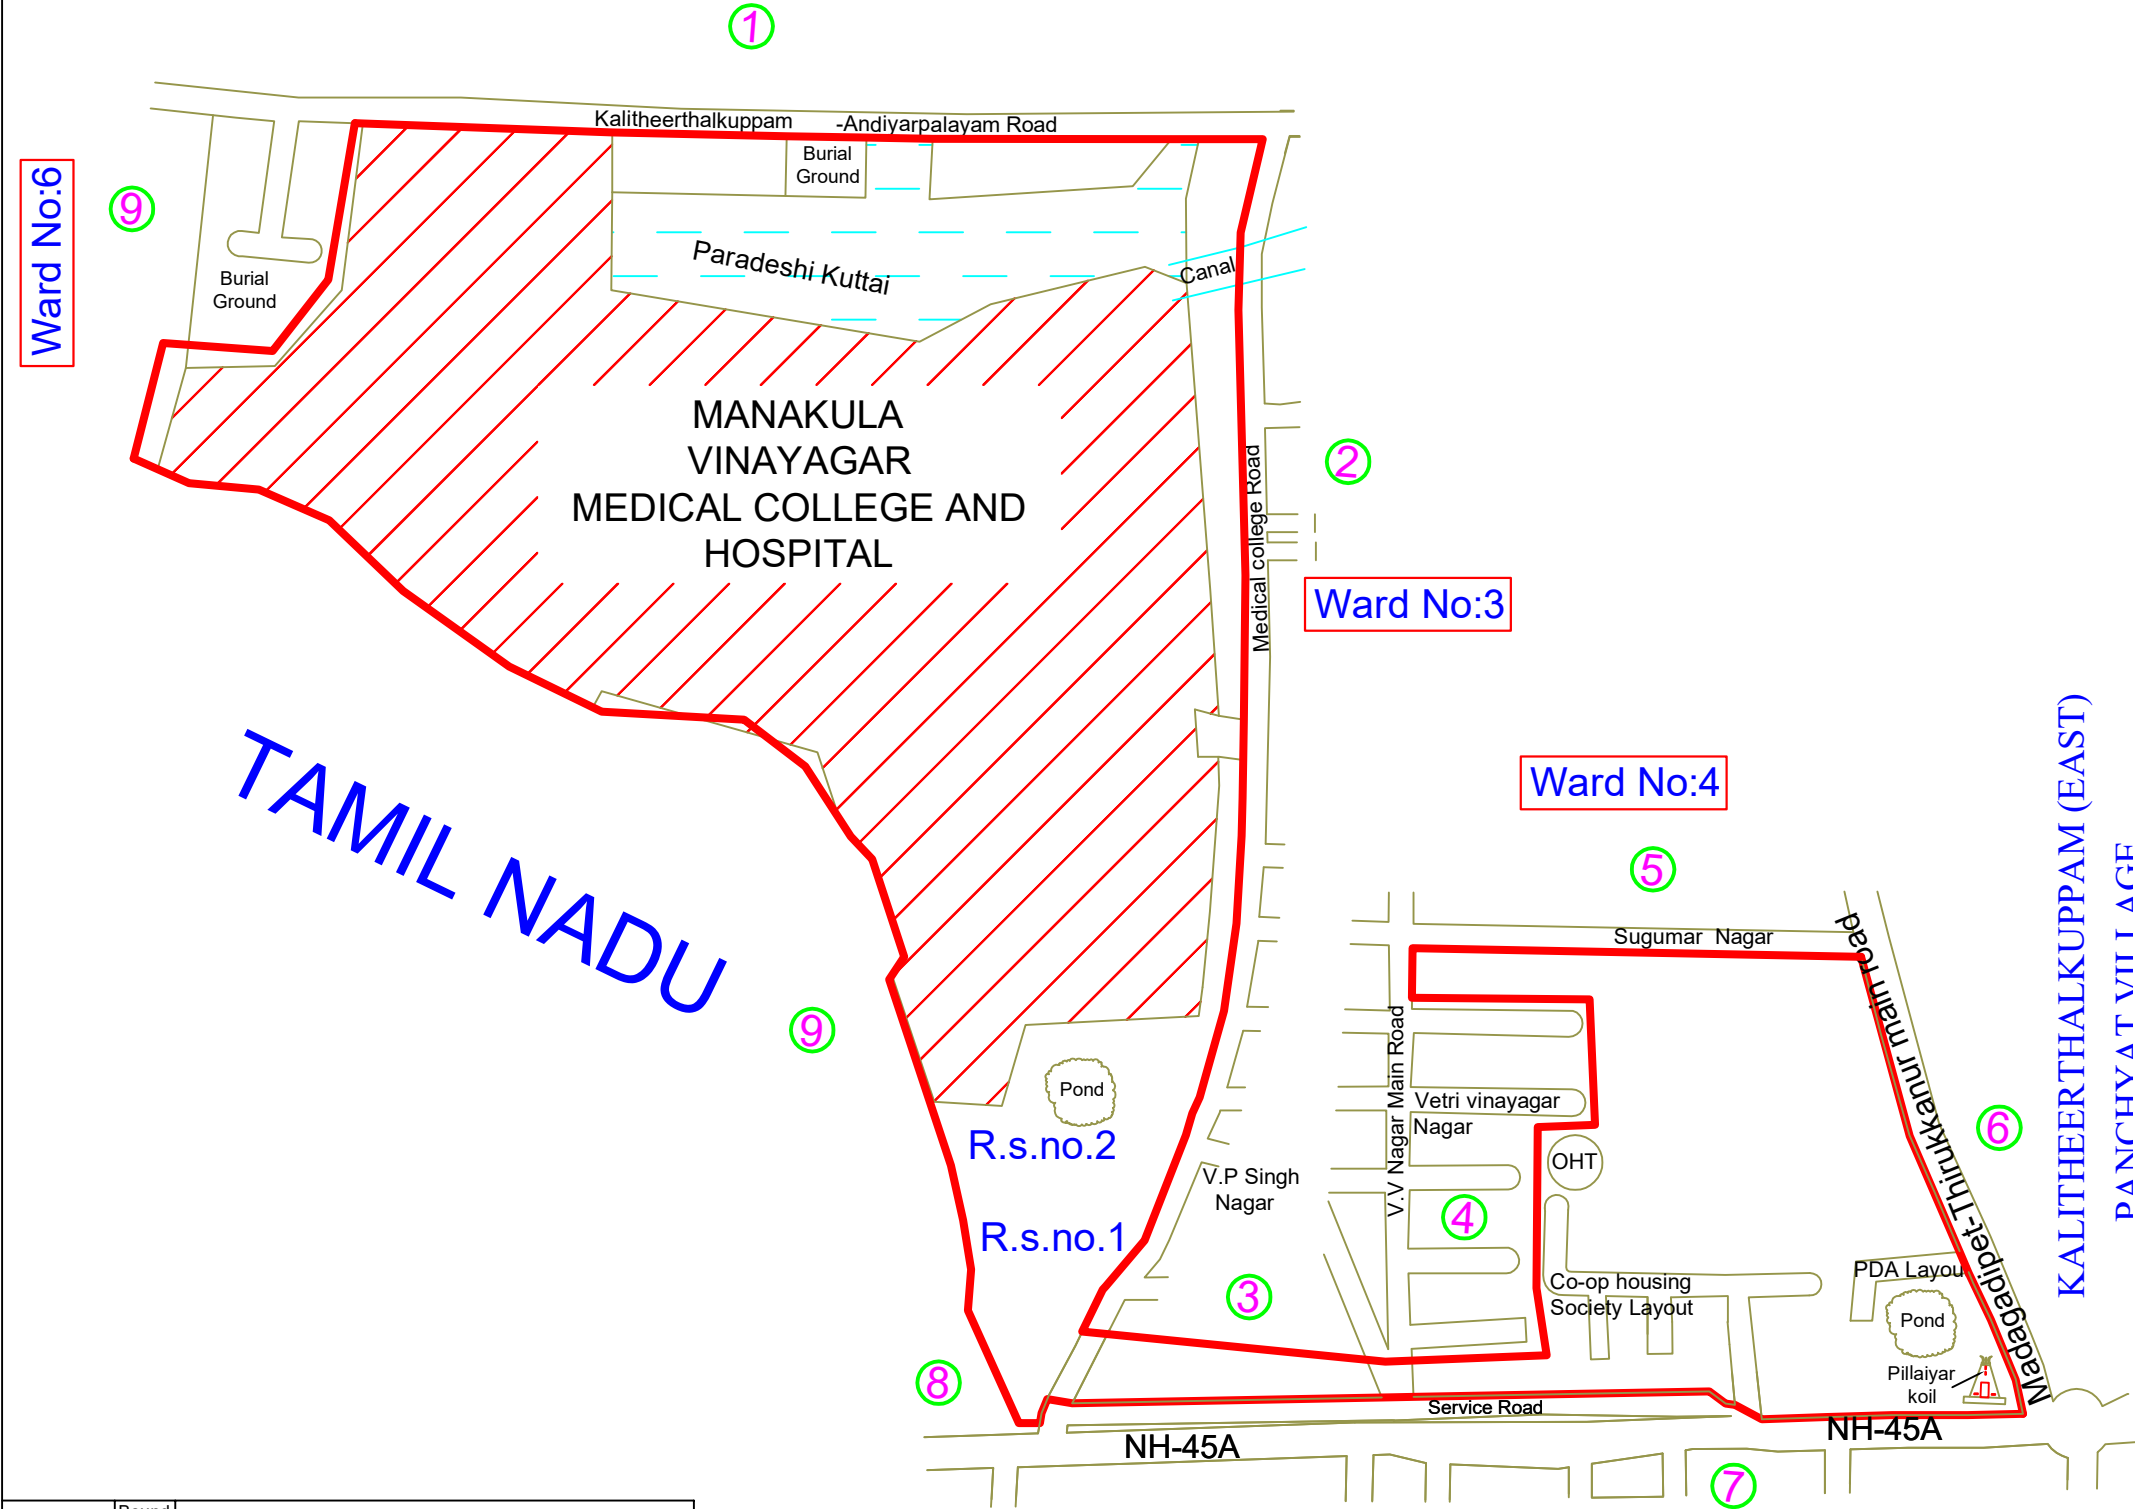 1
Kalitheerthalkuppam -Andiyarpalayam Road
Burial
Ground
Ward No:6
9
Burial
Ground
Paradeshi Kuttai
Canal
MANAKULA
VINAYAGAR
MEDICAL COLLEGE AND
HOSPITAL
Medical college Road
2
Ward No:3
TAMIL NADU
Ward No:4
5
KALITHEERTHALKUPPAM (EAST)
PANCHYAT VILLAGE
Sugumar Nagar
Madagadipet-Thirukkanur main road
9
V.V Nagar Main Road
Pond
Vetri vinayagar
Nagar
6
R.s.no.2
OHT
V.P Singh
Nagar
4
R.s.no.1
3
Co-op housing
Society Layout
PDA Layou
Pond
Pillaiyar
koil
8
Service Road
NH-45A
NH-45A
7